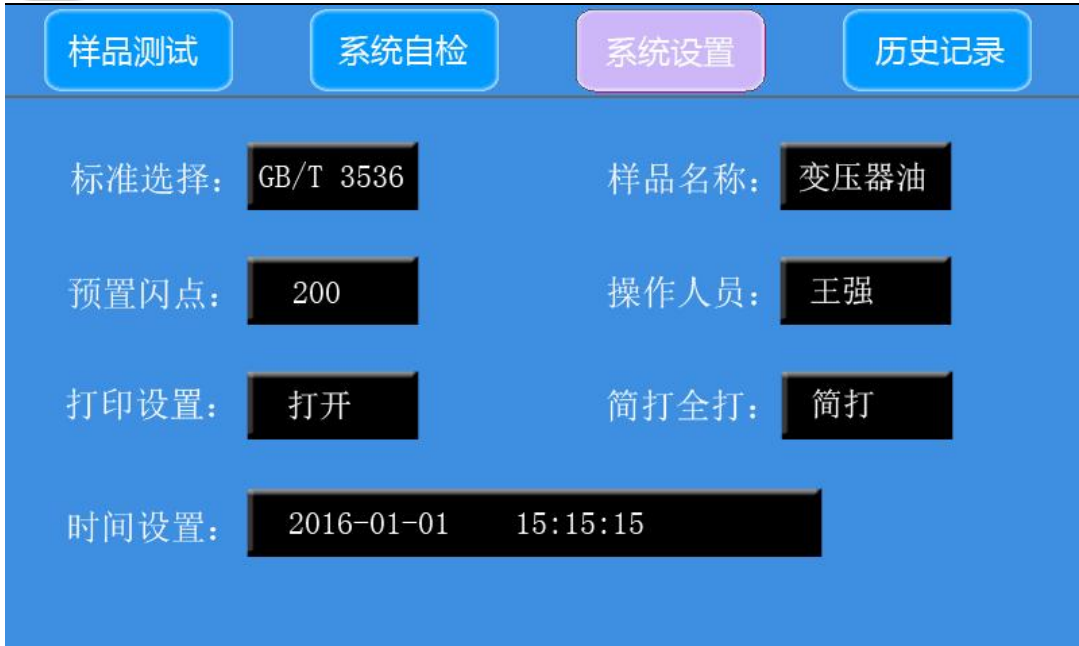 样品测试 系统自检 系统设置 历史记录
标准选择： GB/T 3536 样品名称： 变压器油
预置闪点： 200 操作人员： 王强
打印设置： 打开 简打全打： 简打
时间设置： 2016-01-01 15:15:15